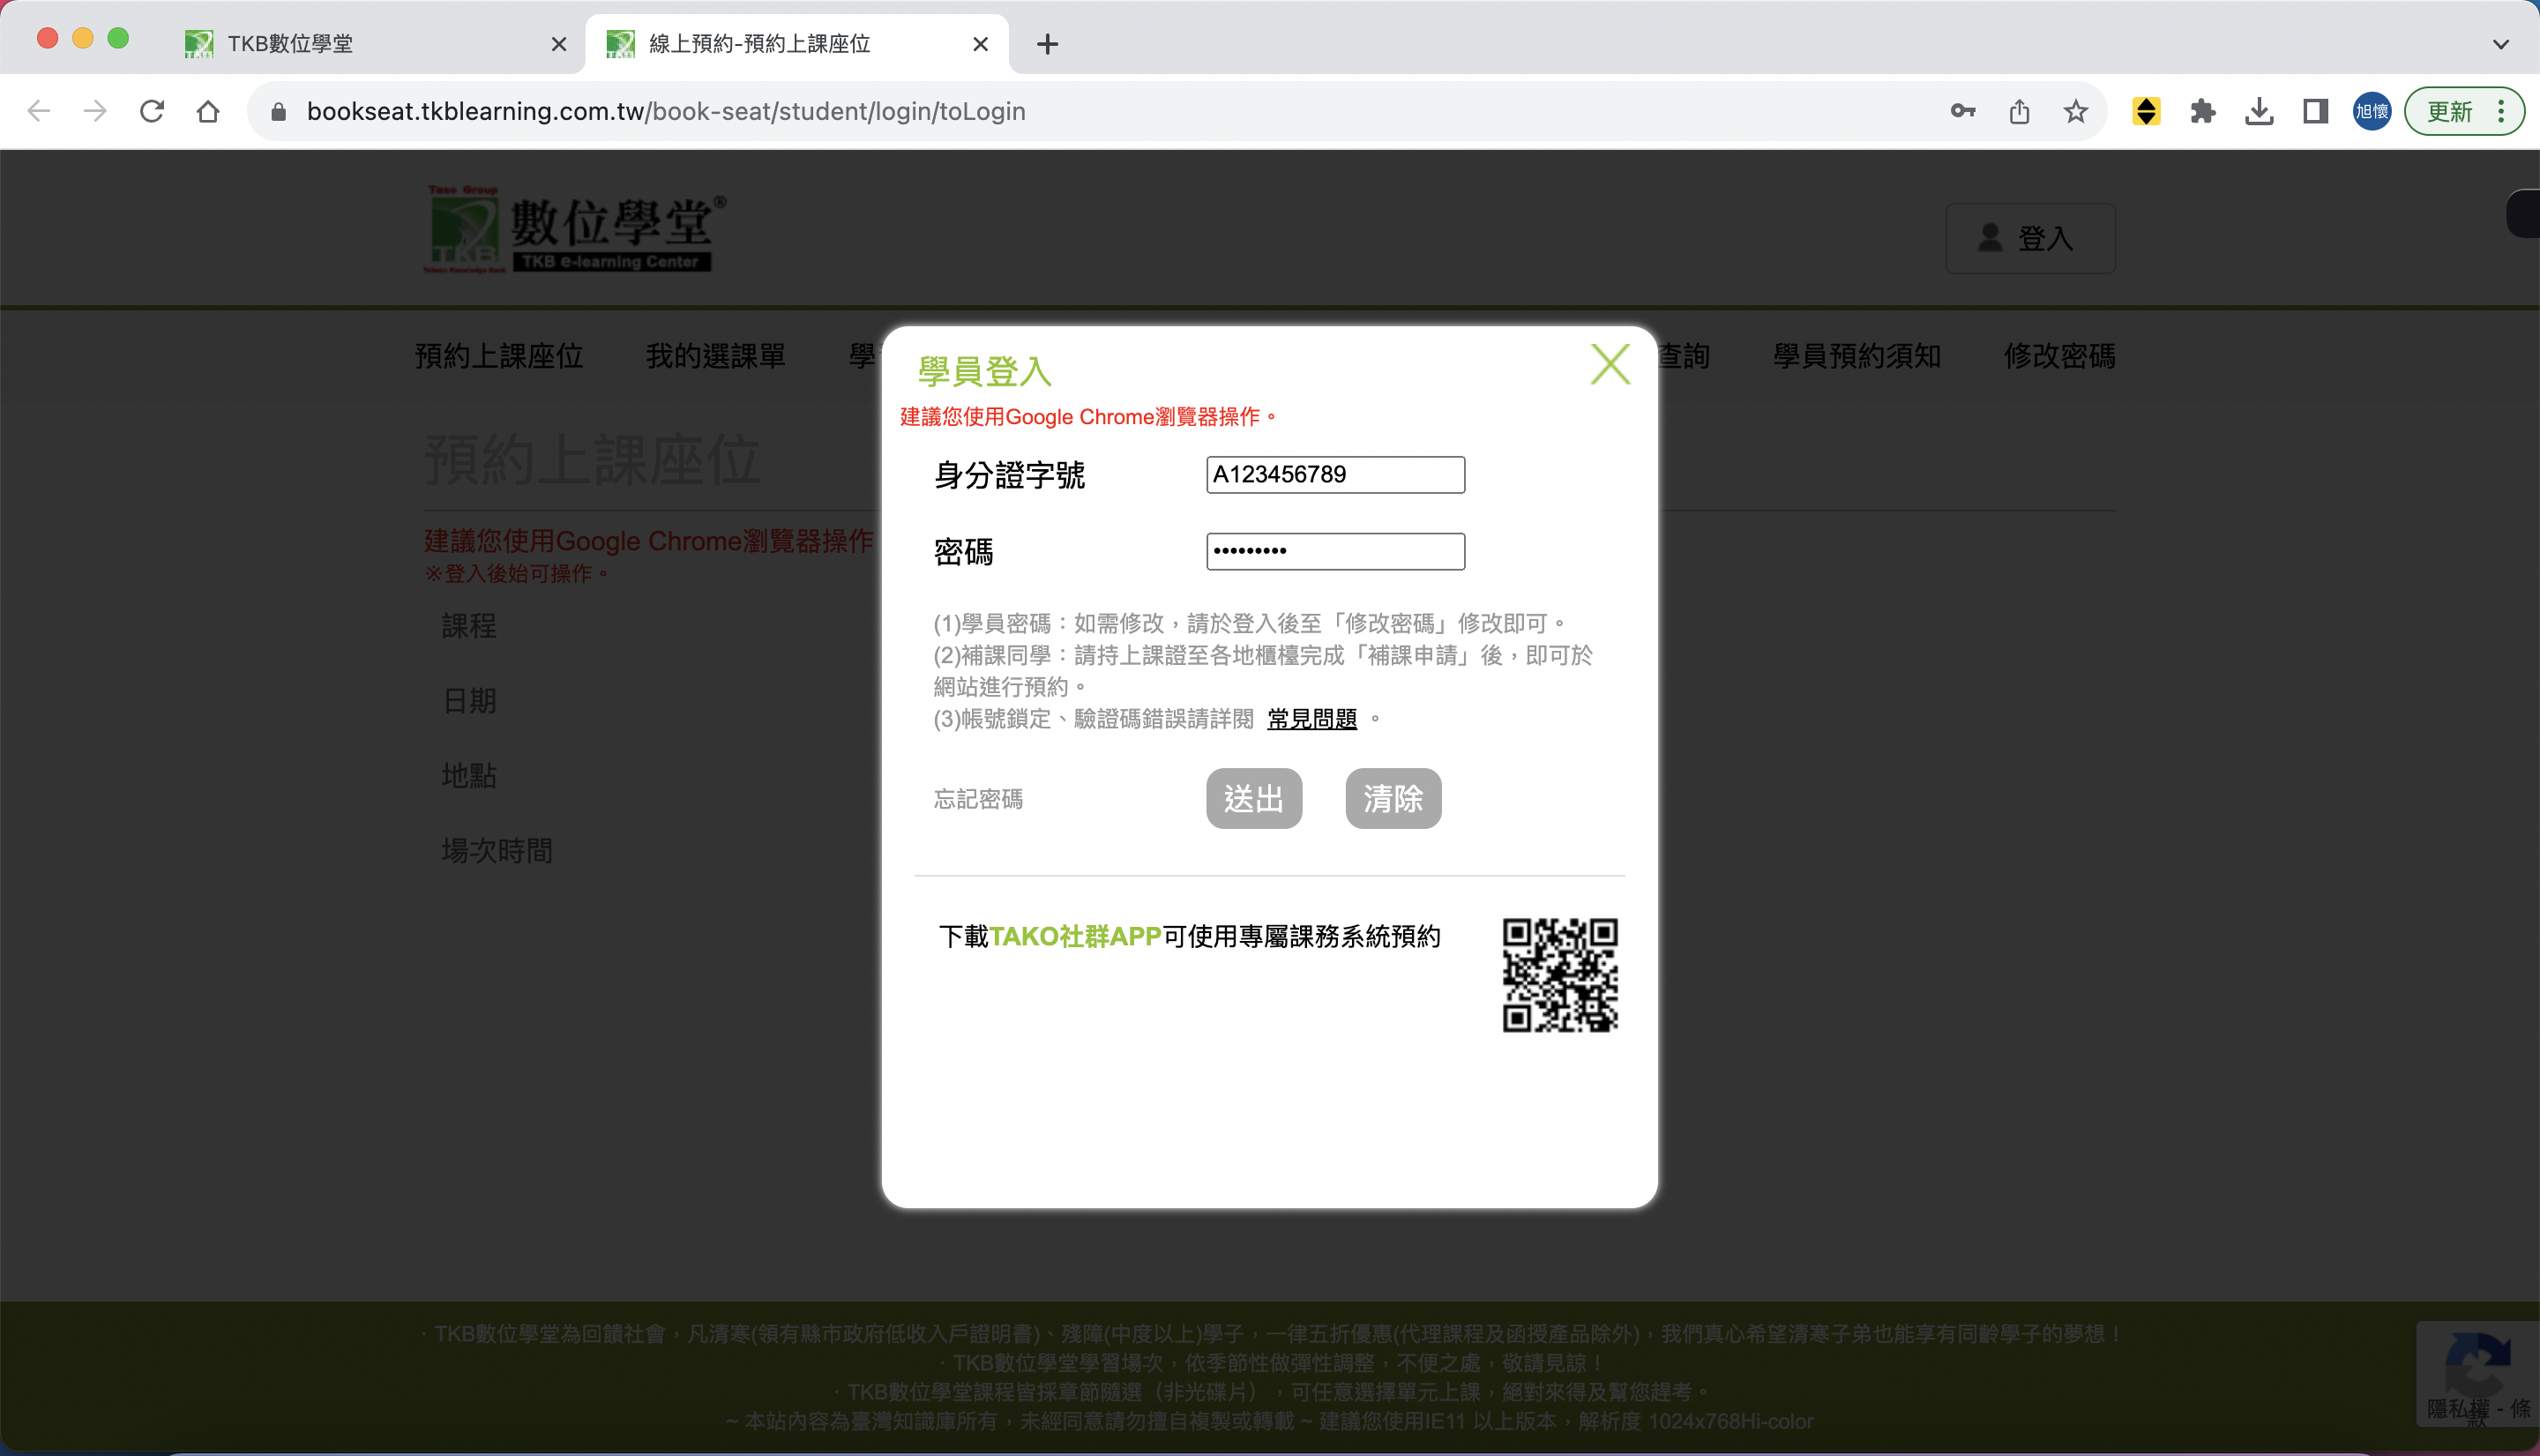 TKB數位學堂
線上預約-預約上課座位
bookseat.tkblearning.com.tw/book-seat/student/login/toLogin
旭懷
更新
Taso Group
TKB
數位學堂®
TKB e-learning Center
Taiwan Knowledge Bank
登入
預約上課座位
我的選課單
學
查詢
學員預約須知
修改密碼
預約上課座位
建議您使用Google Chrome瀏覽器操作
※登入後始可操作。
課程
日期
地點
場次時間
學員登入
建議您使用Google Chrome瀏覽器操作。
身分證字號
A123456789
密碼
•••••••••
(1)學員密碼：如需修改，請於登入後至「修改密碼」修改即可。
(2)補課同學：請持上課證至各地櫃檯完成「補課申請」後，即可於
網站進行預約。
(3)帳號鎖定、驗證碼錯誤請詳閱 常見問題 。
忘記密碼
送出
清除
下載TAKO社群APP可使用專屬課務系統預約
· TKB數位學堂為回饋社會，凡清寒(領有縣市政府低收入戶證明書)、殘障(中度以上)學子，一律五折優惠(代理課程及函授產品除外)，我們真心希望清寒子弟也能享有同齡學子的夢想！
· TKB數位學堂學習場次，依季節性做彈性調整，不便之處，敬請見諒！
· TKB數位學堂課程皆採章節隨選（非光碟片），可任意選擇單元上課，絕對來得及幫您趕考。
~ 本站內容為臺灣知識庫所有，未經同意請勿擅自複製或轉載 ~ 建議您使用IE11 以上版本，解析度 1024x768Hi-color
隱私權 - 條
款